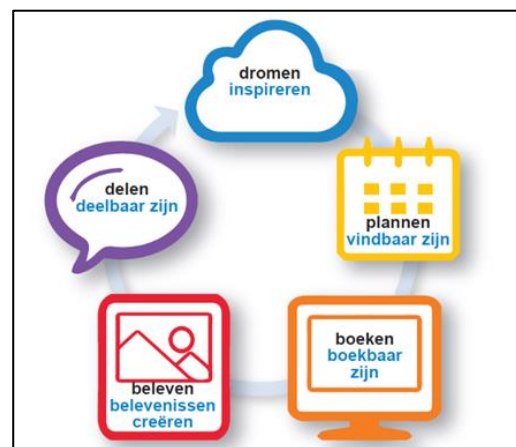 dromen
inspireren
plannen
vindbaar zijn
boeken
boekbaar
zijn
beleven
belevenissen
creëren
delen
deelbaar zijn